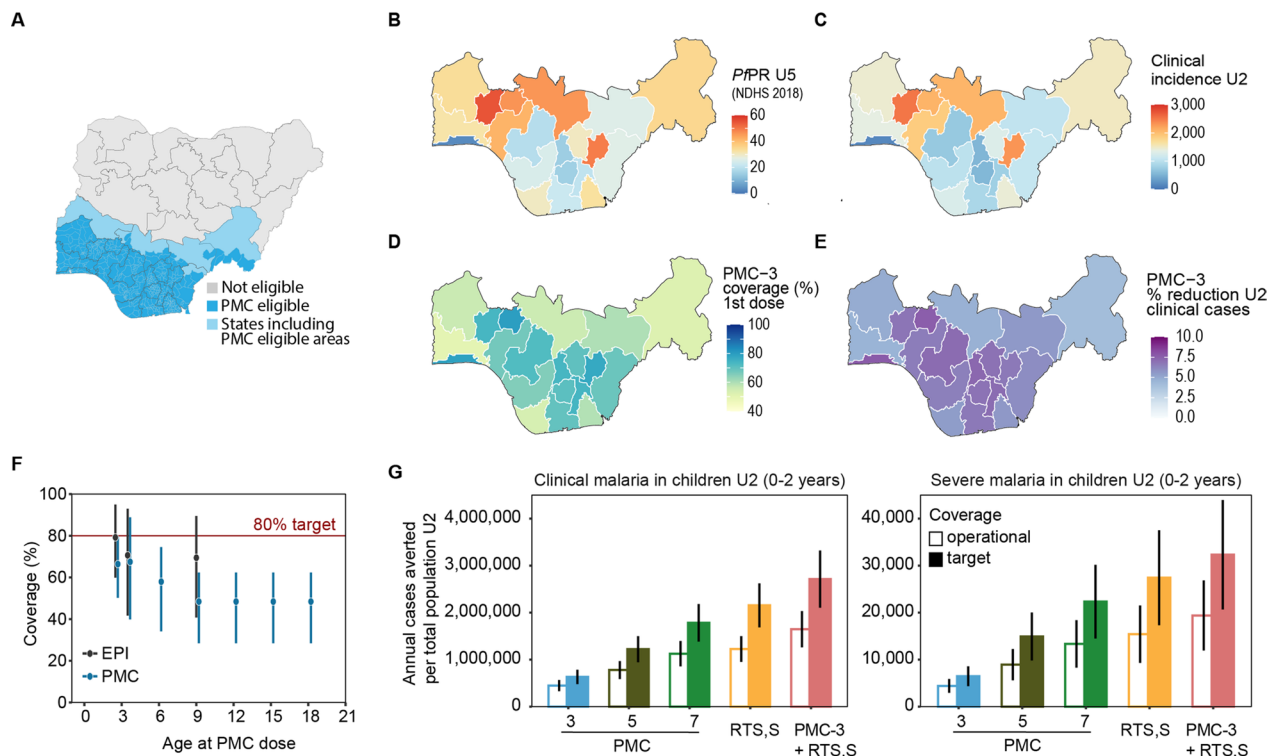 A
Not eligible
PMC eligible
States including
PMC eligible areas
B
PfPR U5
(NDHS 2018)
60
40
20
0
C
Clinical
incidence U2
3,000
2,000
1,000
0
D
PMC−3
coverage (%)
1st dose
100
80
60
40
E
PMC−3
% reduction U2
clinical cases
10.0
7.5
5.0
2.5
0.0
F
Coverage (%)
100
80
60
40
20
0
80% target
EPI
PMC
0 3 6 9 12 15 18 21
Age at PMC dose
G
Annual cases averted
per total population U2
Clinical malaria in children U2 (0-2 years)
4,000,000
3,000,000
2,000,000
1,000,000
0
3 5 7 RTS,S PMC-3
PMC + RTS,S
Severe malaria in children U2 (0-2 years)
40,000
30,000
20,000
10,000
0
Coverage
operational
target
3 5 7 RTS,S PMC-3
PMC + RTS,S